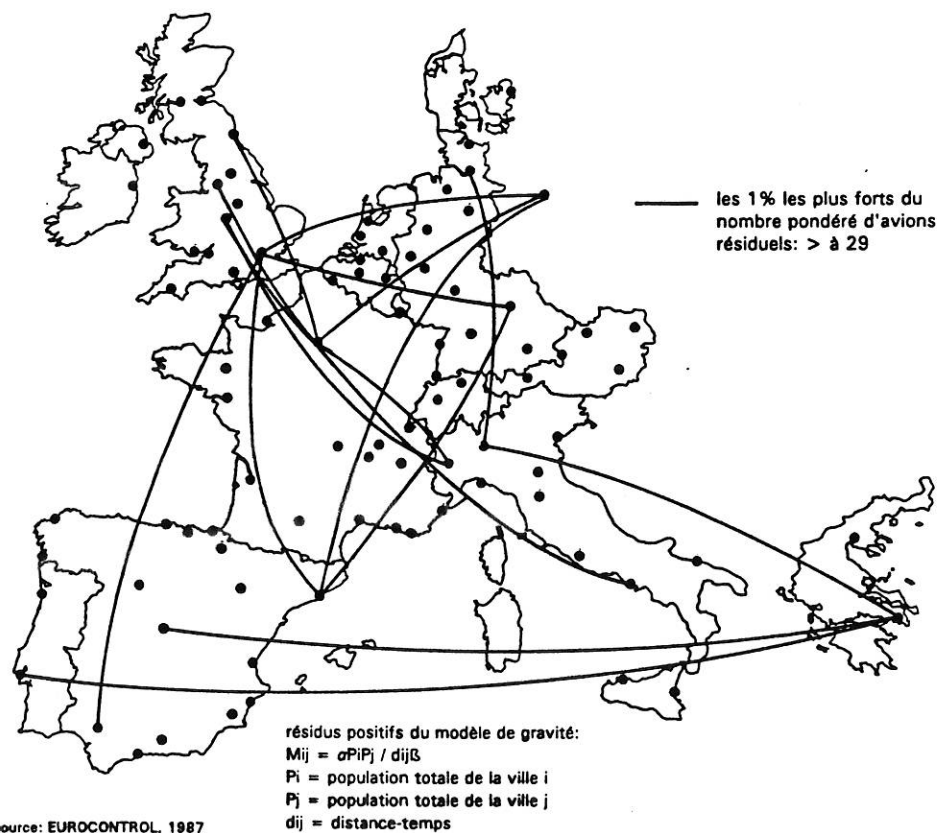 les 1% les plus forts du
nombre pondéré d'avions
résiduels: > à 29
résidus positifs du modèle de gravité:
Mij = αPiPj / dijß
Pi = population totale de la ville i
Pj = population totale de la ville j
dij = distance-temps
ource: EUROCONTROL, 1987